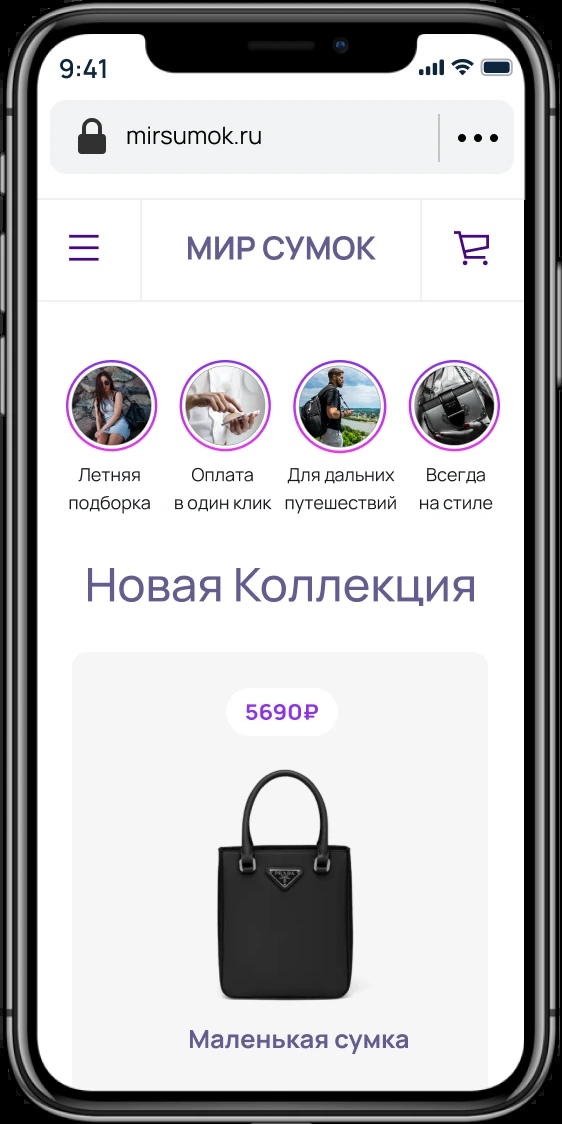 9:41
mirsumok.ru
МИР СУМОК
Летняя
подборка
Оплата
в один клик
Для дальних
путешествий
Всегда
на стиле
Новая Коллекция
5690₽
PRADA
Маленькая сумка